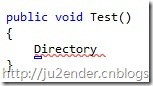 public void Test()
{
Directory
}
http://ju2ender.cnblogs